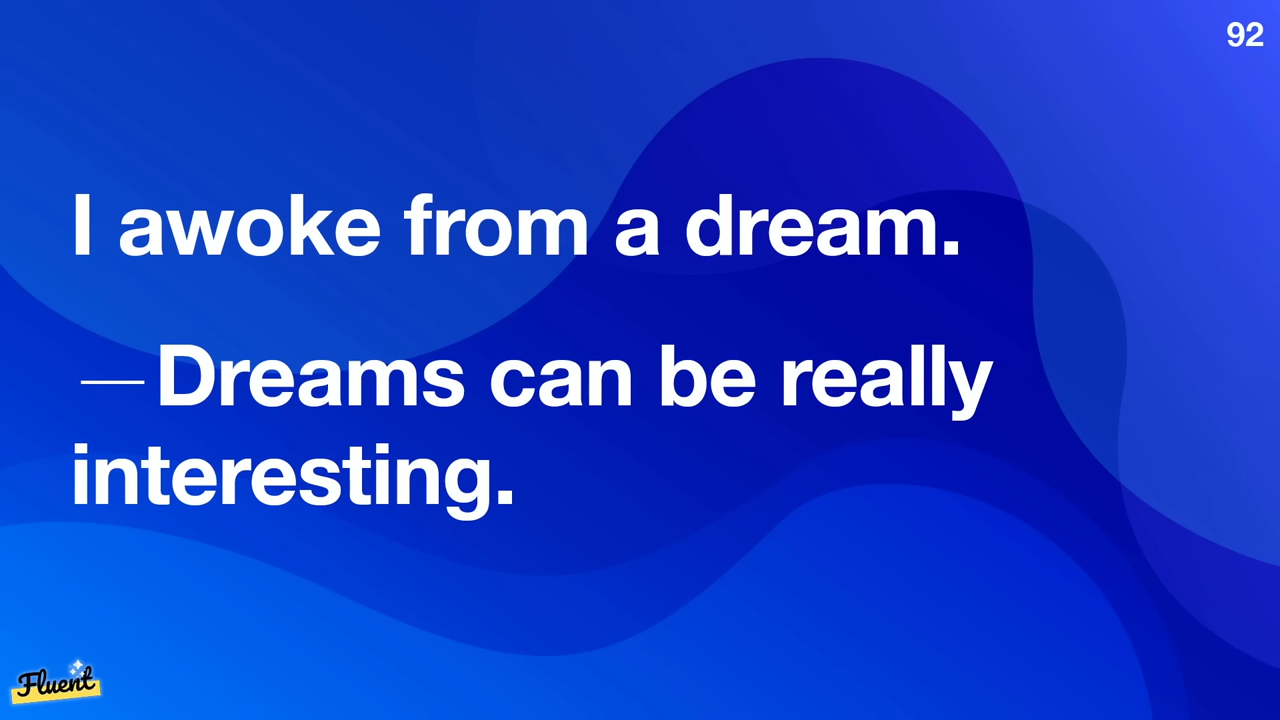 92
I awoke from a dream.
—Dreams can be really
interesting.
Fluent